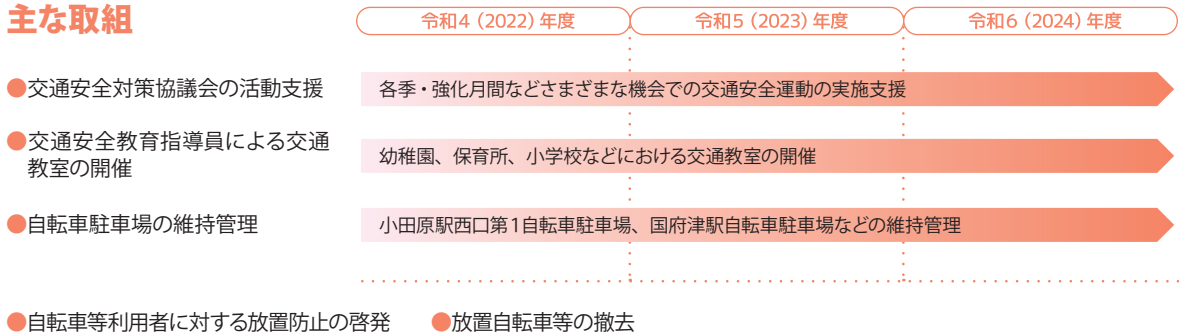 主な取組
令和4（2022）年度
令和5（2023）年度
令和6（2024）年度
●交通安全対策協議会の活動支援
各季・強化月間などさまざまな機会での交通安全運動の実施支援
●交通安全教育指導員による交通
教室の開催
幼稚園、保育所、小学校などにおける交通教室の開催
●自転車駐車場の維持管理
小田原駅西口第1自転車駐車場、国府津駅自転車駐車場などの維持管理
●自転車等利用者に対する放置防止の啓発
●放置自転車等の撤去